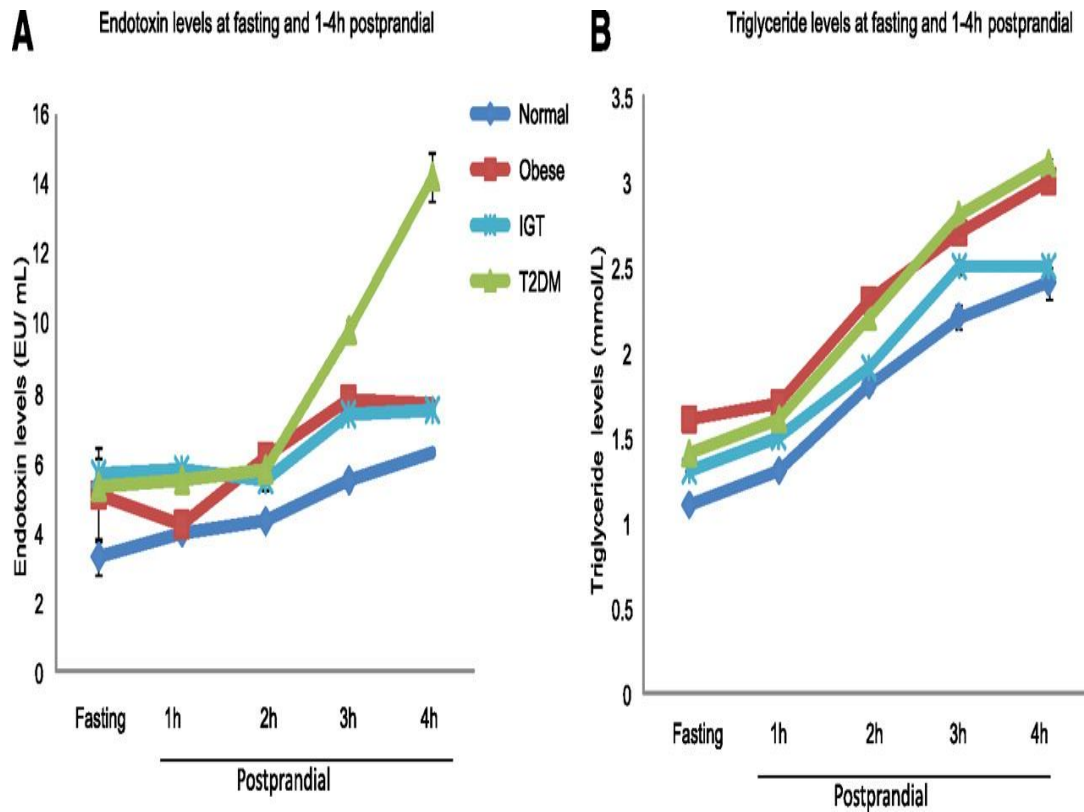 A
Endotoxin levels at fasting and 1-4h postprandial
Endotoxin levels (EU/ mL)
16
14
12
10
8
6
4
2
0
Normal
Obese
IGT
T2DM
Fasting 1h 2h 3h 4h
Postprandial
B
Triglyceride levels at fasting and 1-4h postprandial
Triglyceride levels (mmol/L)
3.5
3
2.5
2
1.5
1
0.5
0
Fasting 1h 2h 3h 4h
Postprandial